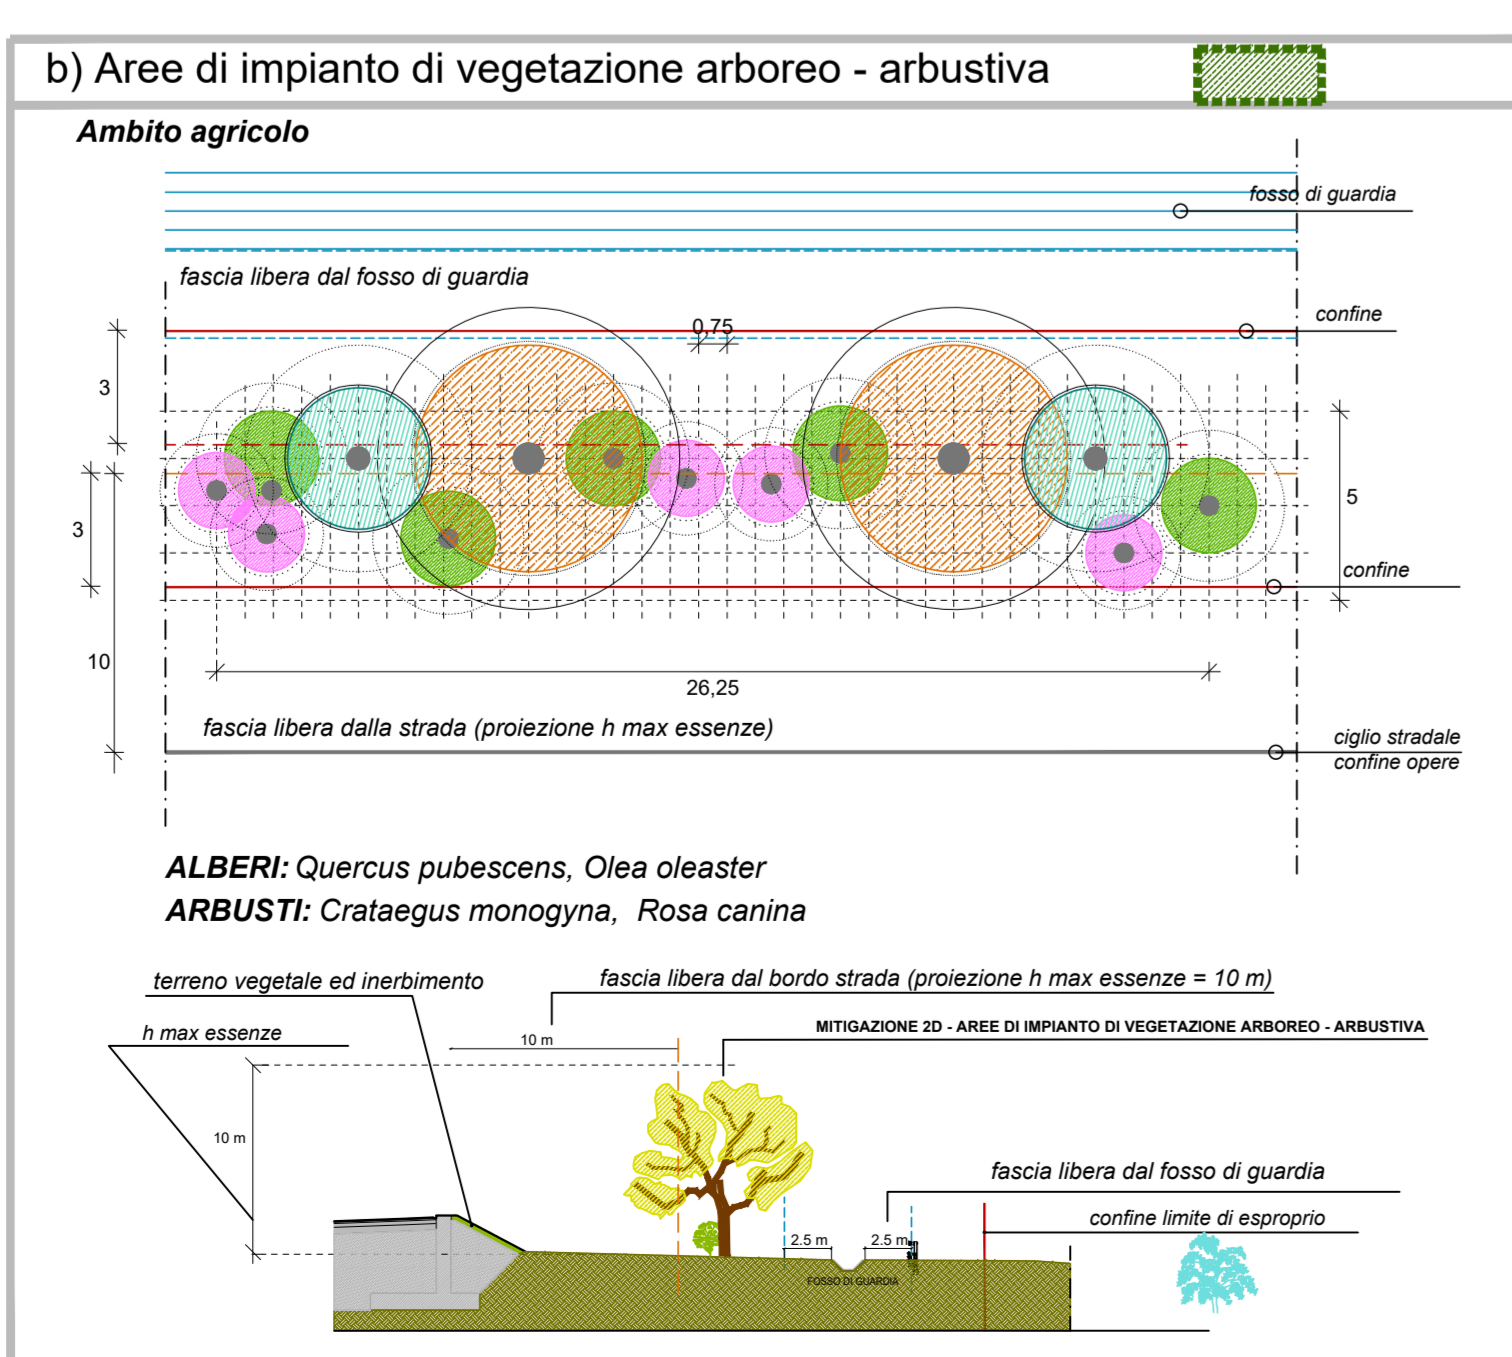 b) Aree di impianto di vegetazione arboreo - arbustiva
Ambito agricolo
fosso di guardia
fascia libera dal fosso di guardia
confine
0,75
3
5
3
confine
10
26,25
fascia libera dalla strada (proiezione h max essenze)
ciglio stradale
confine opere
ALBERI: Quercus pubescens, Olea oleaster
ARBUSTI: Crataegus monogyna, Rosa canina
terreno vegetale ed inerbimento
fascia libera dal bordo strada (proiezione h max essenze = 10 m)
h max essenze
MITIGAZIONE 2D - AREE DI IMPIANTO DI VEGETAZIONE ARBOREO - ARBUSTIVA
10 m
10 m
fascia libera dal fosso di guardia
confine limite di esproprio
2.5 m
2.5 m
FOSSO DI GUARDIA